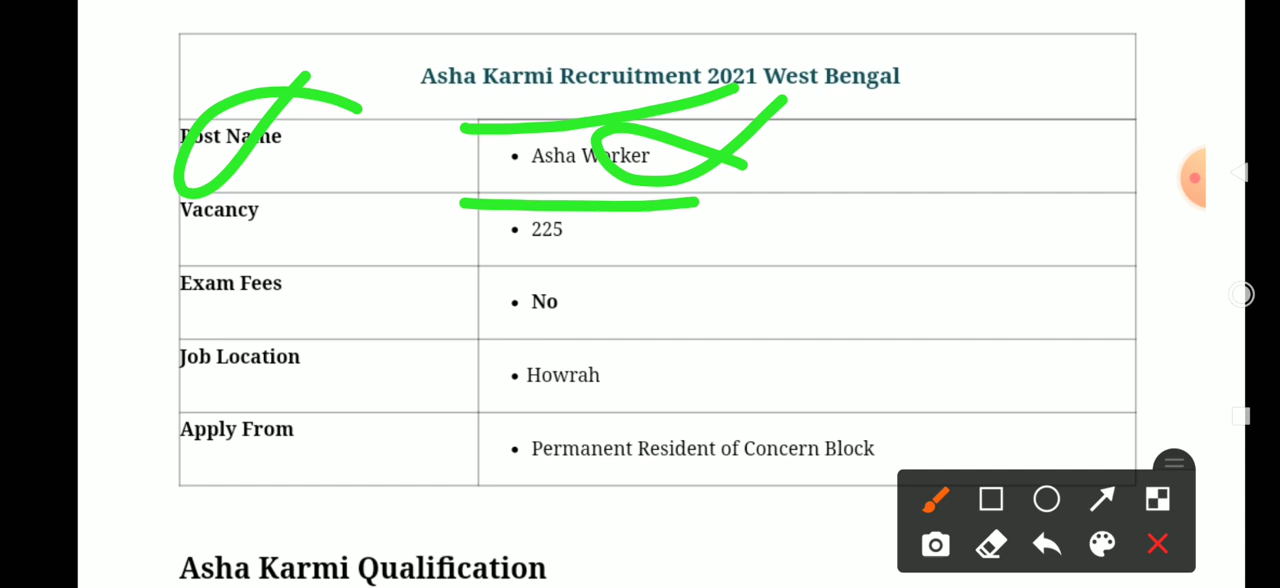 Asha Karmi Recruitment 2021 West Bengal
Post Name
• Asha Worker
Vacancy
• 225
Exam Fees
• No
Job Location
• Howrah
Apply From
• Permanent Resident of Concern Block
Asha Karmi Qualification